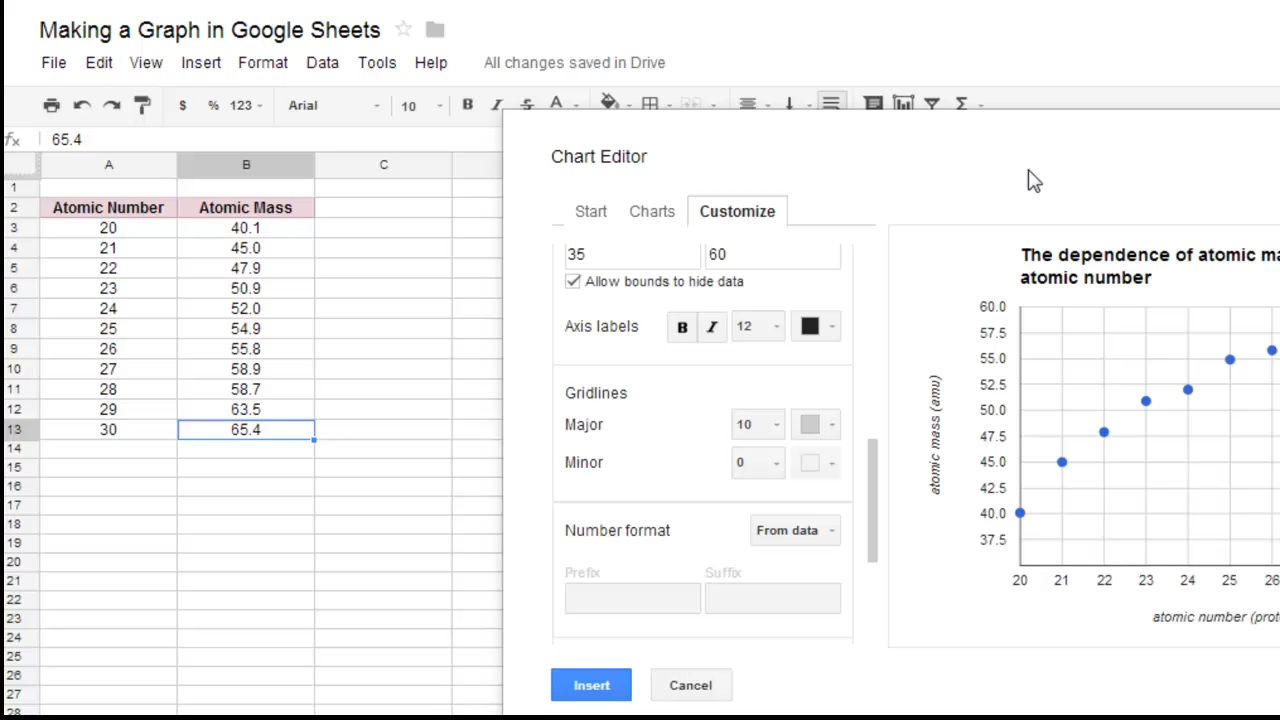 Making a Graph in Google Sheets
File Edit View Insert Format Data Tools Help All changes saved in Drive
$ % 123 Arial 10 B I S A Σ
fx 65.4
A B C
1
2 Atomic Number Atomic Mass
3 20 40.1
4 21 45.0
5 22 47.9
6 23 50.9
7 24 52.0
8 25 54.9
9 26 55.8
10 27 58.9
11 28 58.7
12 29 63.5
13 30 65.4
14
15
16
17
18
19
20
21
22
23
24
25
26
27
28
Chart Editor
Start Charts Customize
35 60
Allow bounds to hide data
Axis labels B I 12
Gridlines
Major 10
Minor 0
Number format From data
Prefix Suffix
Insert Cancel
The dependence of atomic ma
atomic number
60.0
57.5
55.0
52.5
50.0
47.5
45.0
42.5
40.0
37.5
atomic mass (amu)
20 21 22 23 24 25 26
atomic number (prot